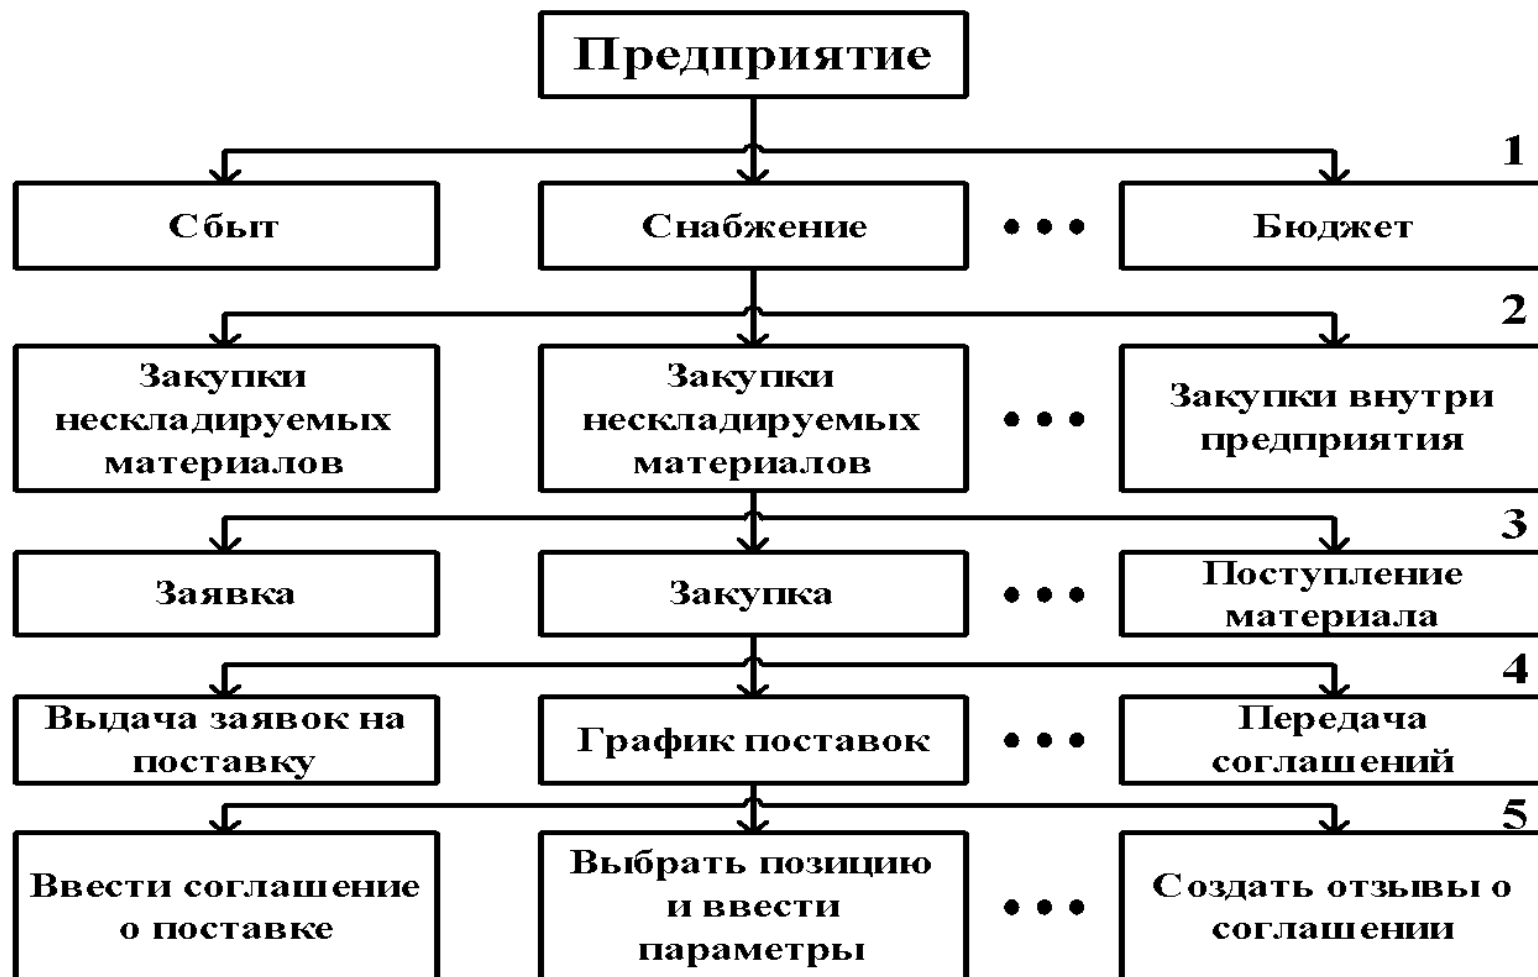 Предприятие
1
Сбыт
Снабжение
Бюджет
2
Закупки
нескладируемых
материалов
Закупки
нескладируемых
материалов
Закупки внутри
предприятия
3
Заявка
Закупка
Поступление
материала
4
Выдача заявок на
поставку
График поставок
Передача
соглашений
5
Ввести соглашение
о поставке
Выбрать позицию
и ввести
параметры
Создать отзывы о
соглашении